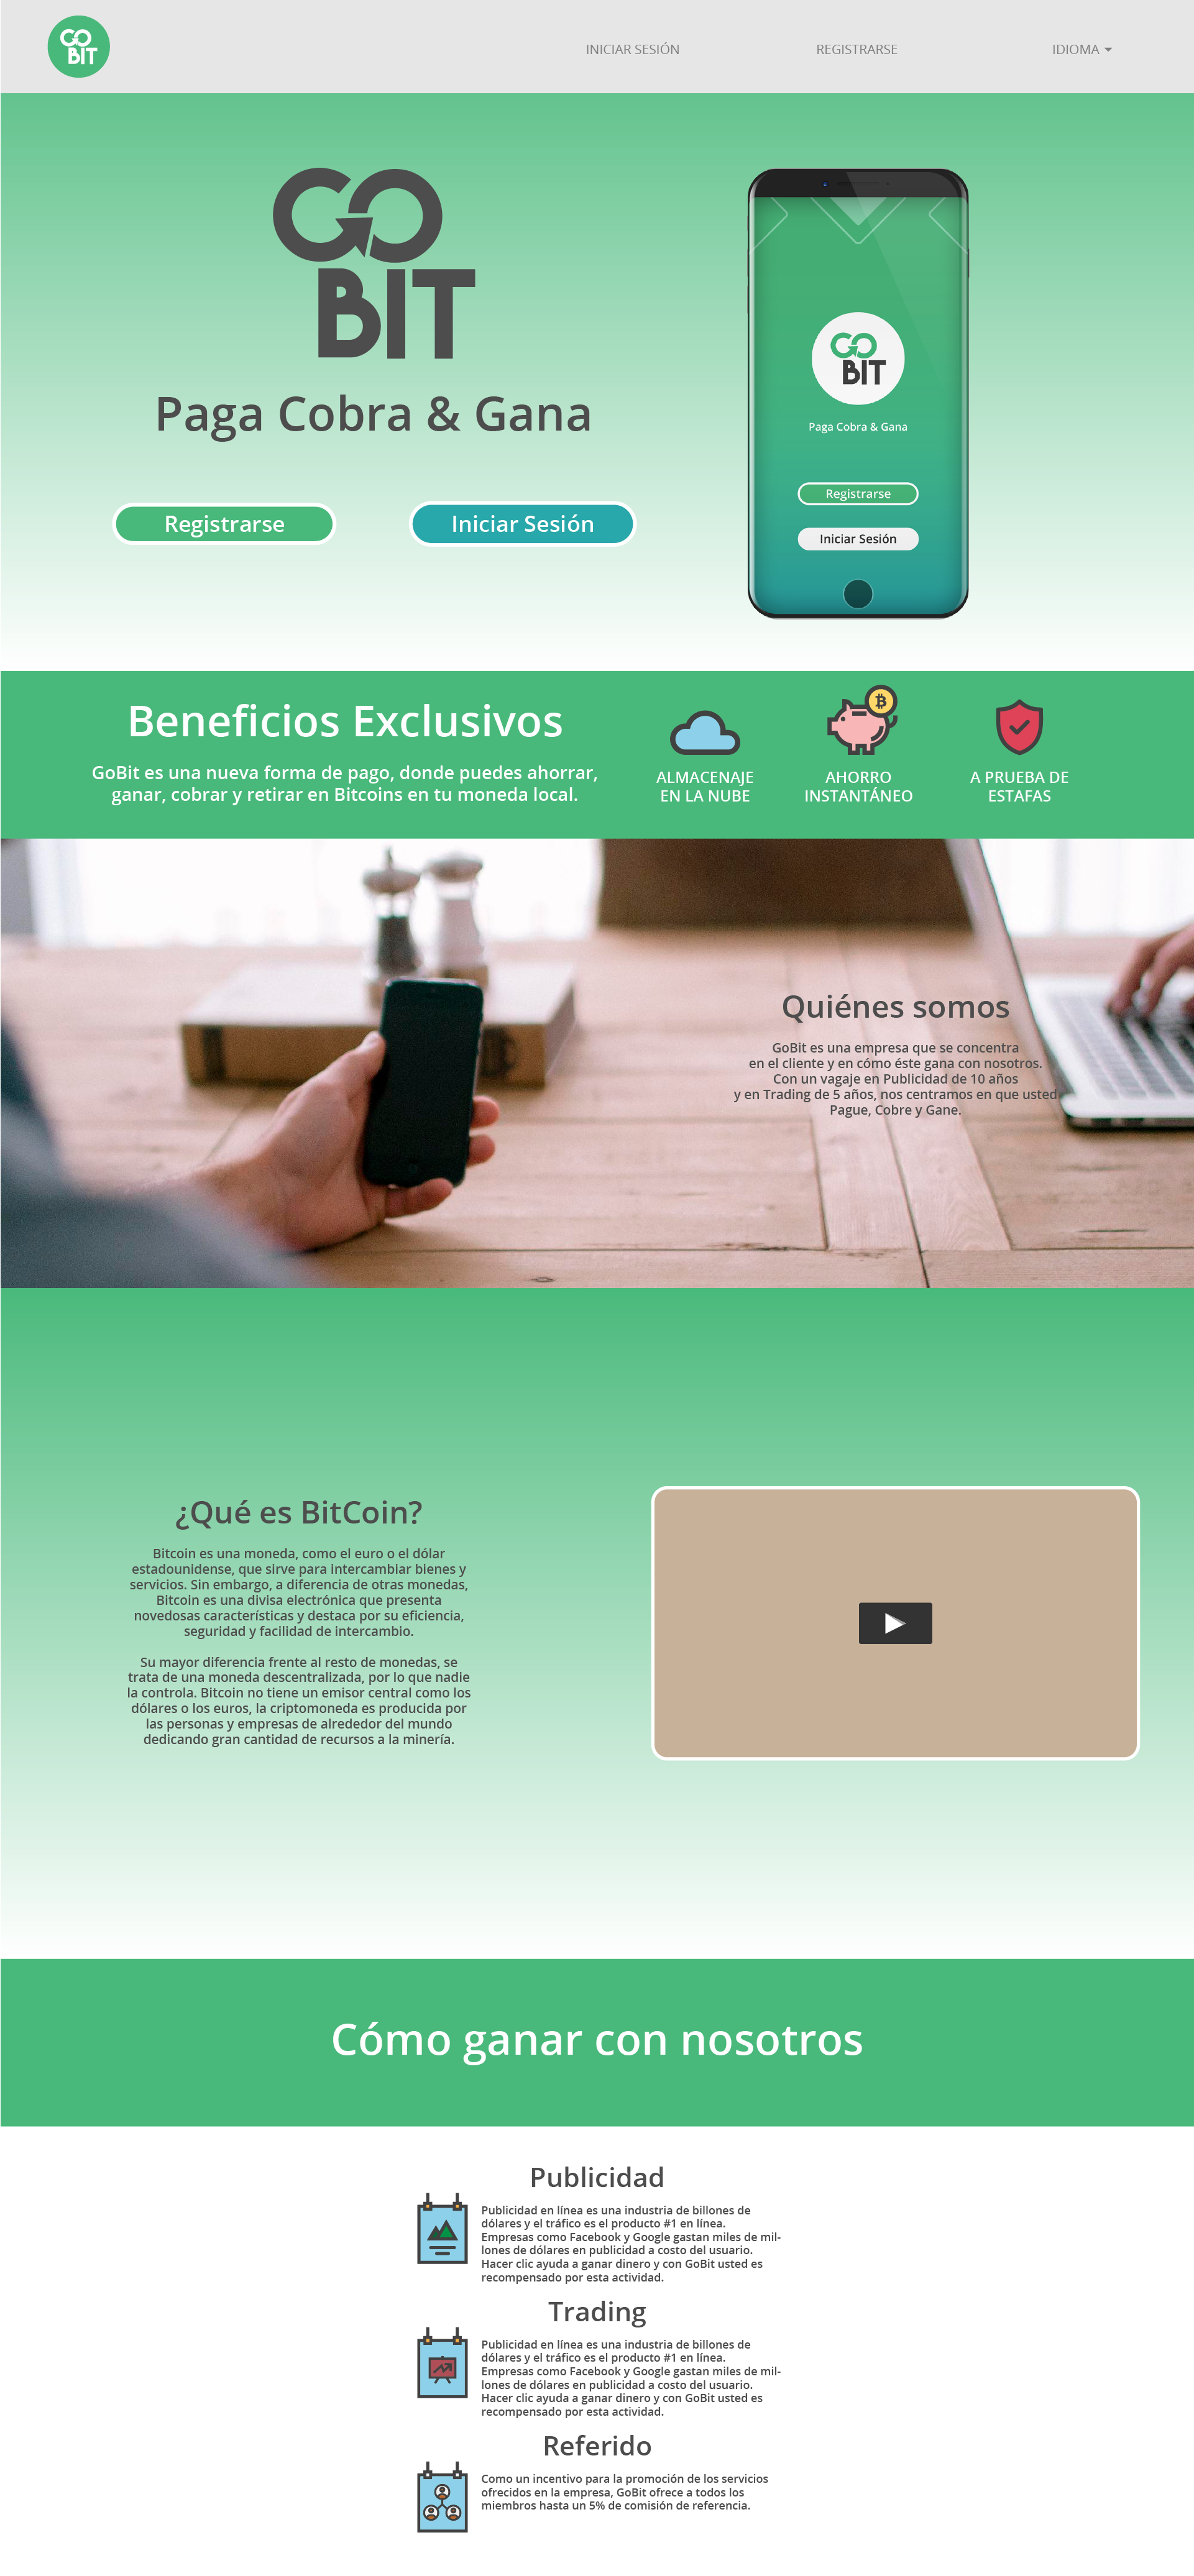 GO
BIT
INICIAR SESIÓN
REGISTRARSE
IDIOMA
GO
BIT
Paga Cobra & Gana
Registrarse
Iniciar Sesión
GO
BIT
Paga Cobra & Gana
Registrarse
Iniciar Sesión
Beneficios Exclusivos
GoBit es una nueva forma de pago, donde puedes ahorrar,
ganar, cobrar y retirar en Bitcoins en tu moneda local.
ALMACENAJE
EN LA NUBE
AHORRO
INSTANTÁNEO
A PRUEBA DE
ESTAFAS
Quiénes somos
GoBit es una empresa que se concentra
en el cliente y en cómo éste gana con nosotros.
Con un vagaje en Publicidad de 10 años
y en Trading de 5 años, nos centramos en que usted
Pague, Cobre y Gane.
¿Qué es BitCoin?
Bitcoin es una moneda, como el euro o el dólar
estadounidense, que sirve para intercambiar bienes y
servicios. Sin embargo, a diferencia de otras monedas,
Bitcoin es una divisa electrónica que presenta
novedosas características y destaca por su eficiencia,
seguridad y facilidad de intercambio.
Su mayor diferencia frente al resto de monedas, se
trata de una moneda descentralizada, por lo que nadie
la controla. Bitcoin no tiene un emisor central como los
dólares o los euros, la criptomoneda es producida por
las personas y empresas de alrededor del mundo
dedicando gran cantidad de recursos a la minería.
Cómo ganar con nosotros
Publicidad
Publicidad en línea es una industria de billones de
dólares y el tráfico es el producto #1 en línea.
Empresas como Facebook y Google gastan miles de mil-
lones de dólares en publicidad a costo del usuario.
Hacer clic ayuda a ganar dinero y con GoBit usted es
recompensado por esta actividad.
Trading
Publicidad en línea es una industria de billones de
dólares y el tráfico es el producto #1 en línea.
Empresas como Facebook y Google gastan miles de mil-
lones de dólares en publicidad a costo del usuario.
Hacer clic ayuda a ganar dinero y con GoBit usted es
recompensado por esta actividad.
Referido
Como un incentivo para la promoción de los servicios
ofrecidos en la empresa, GoBit ofrece a todos los
miembros hasta un 5% de comisión de referencia.